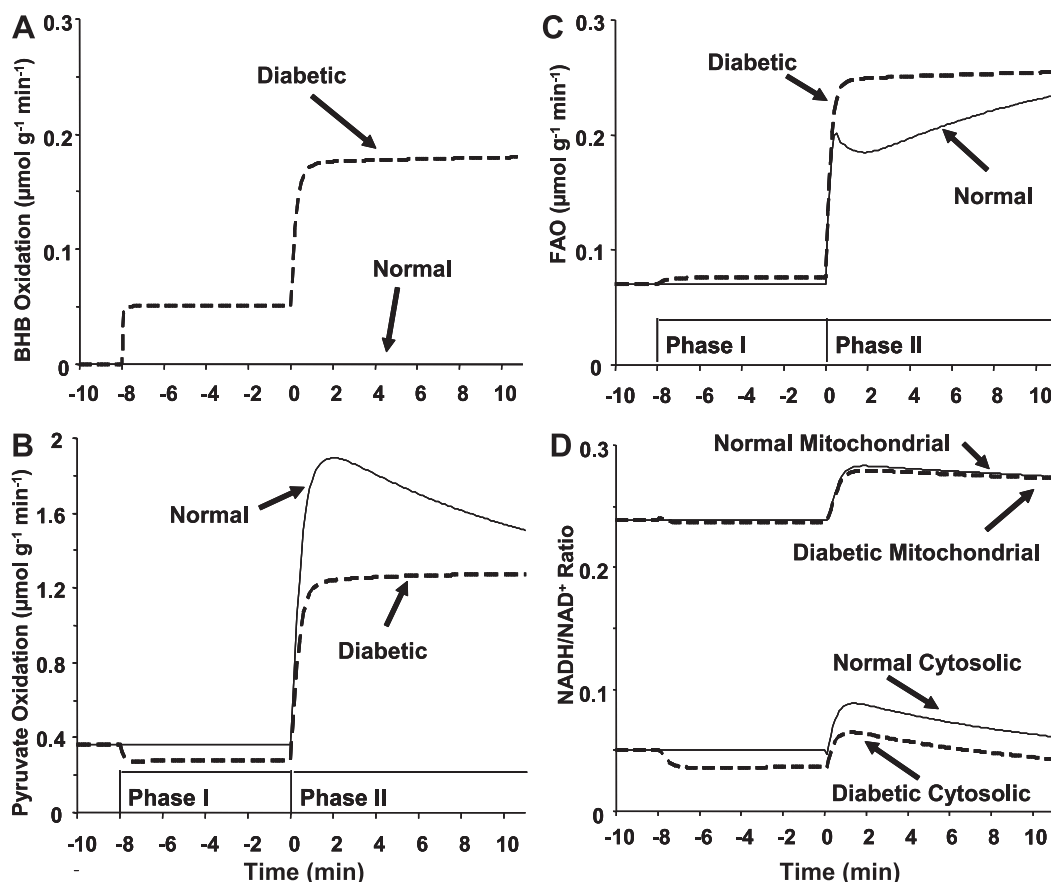 A
BHB Oxidation (µmol g⁻¹ min⁻¹)
0.3
0.2
0.1
0
Diabetic
Normal
-10 -8 -6 -4 -2 0 2 4 6 8 10
C
FAO (µmol g⁻¹ min⁻¹)
0.3
0.2
0.1
0
Diabetic
Normal
Phase I
Phase II
-10 -8 -6 -4 -2 0 2 4 6 8 10
B
Pyruvate Oxidation (µmol g⁻¹ min⁻¹)
2
1.6
1.2
0.8
0.4
0
Normal
Diabetic
Phase I
Phase II
-10 -8 -6 -4 -2 0 2 4 6 8 10
Time (min)
D
NADH/NAD⁺ Ratio
0.3
0.2
0.1
0
Normal Mitochondrial
Diabetic Mitochondrial
Normal Cytosolic
Diabetic Cytosolic
-10 -8 -6 -4 -2 0 2 4 6 8 10
Time (min)